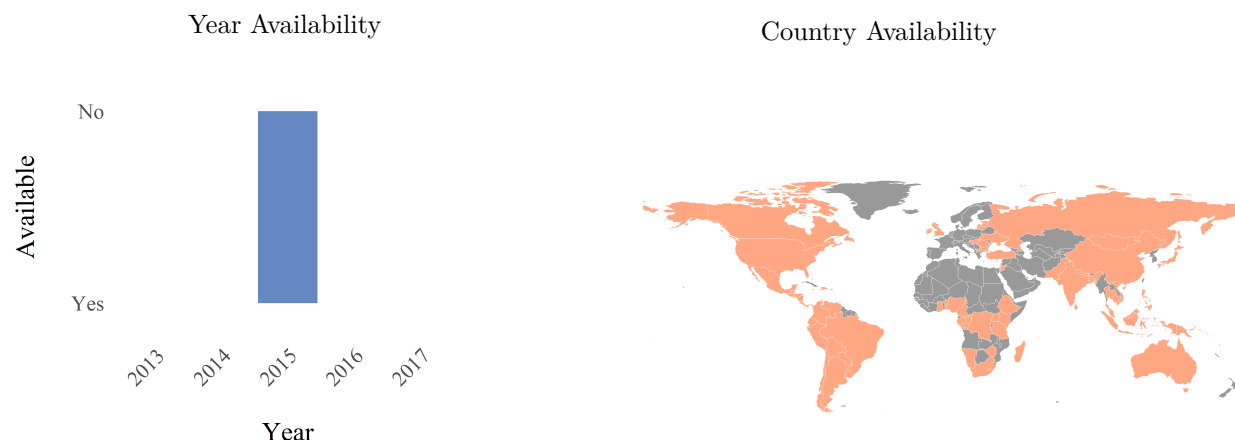 Year Availability
Country Availability
Available
No
Yes
2013
2014
2015
2016
2017
Year